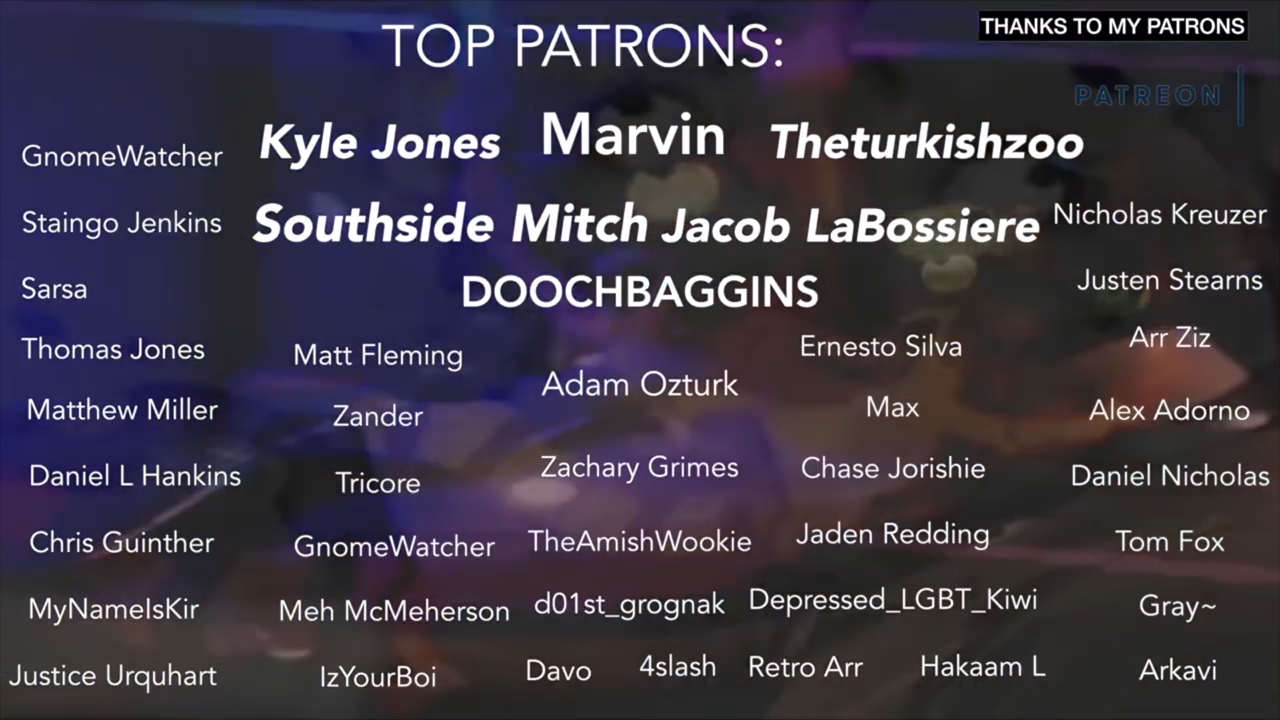 TOP PATRONS:
THANKS TO MY PATRONS
PATREON
Kyle Jones
Marvin
Theturkishzoo
Southside Mitch
Jacob LaBossiere
DOOCHBAGGINS
GnomeWatcher
Staingo Jenkins
Sarsa
Thomas Jones
Matthew Miller
Daniel L Hankins
Chris Guinther
MyNameIsKir
Justice Urquhart
Matt Fleming
Zander
Tricore
GnomeWatcher
Meh McMeherson
IzYourBoi
Adam Ozturk
Zachary Grimes
TheAmishWookie
d01st_grognak
Davo
4slash
Ernesto Silva
Max
Chase Jorishie
Jaden Redding
Depressed_LGBT_Kiwi
Retro Arr
Hakaam L
Nicholas Kreuzer
Justen Stearns
Arr Ziz
Alex Adorno
Daniel Nicholas
Tom Fox
Gray~
Arkavi